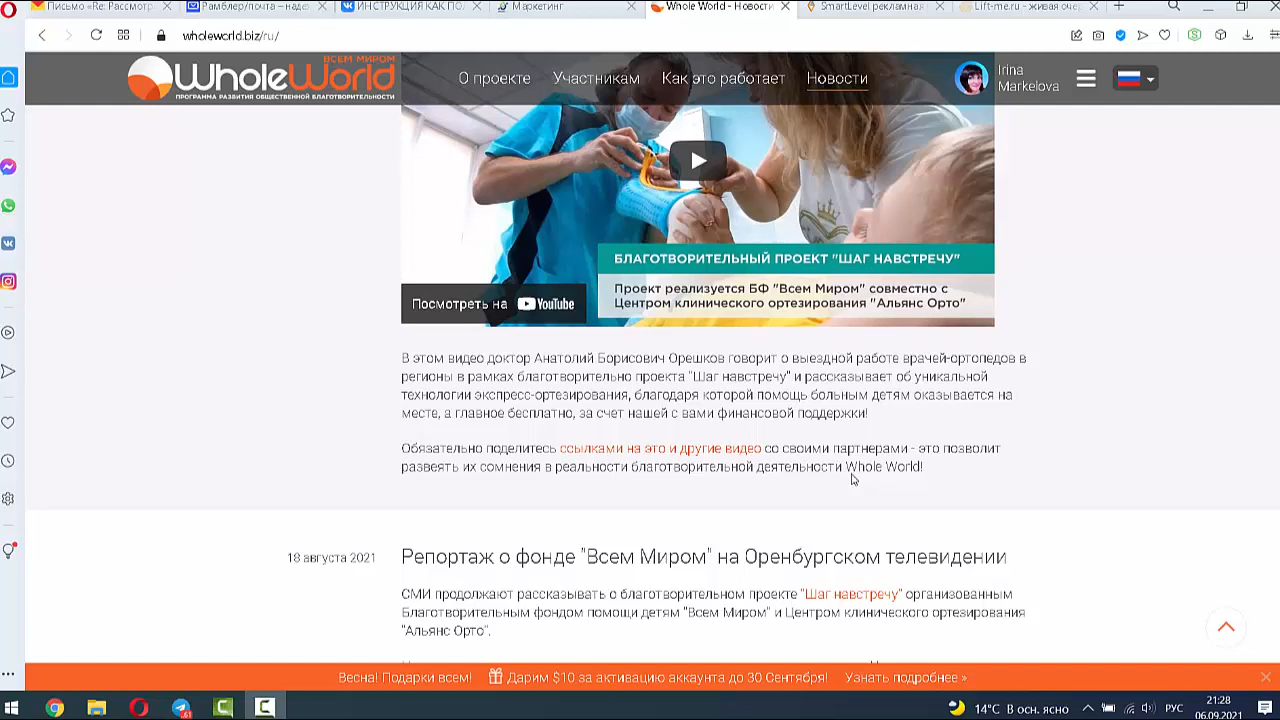 Письмо «Re: Рассмотр
Рамблер/почта – наде
ИНСТРУКЦИЯ КАК ПОЛ
Маркетинг
Whole World - Новости
SmartLevel рекламная
Lift-me.ru - живая очер
wholeworld.biz/ru/
ВСЕМ МИРОМ
WholeWorld
ПРОГРАММА РАЗВИТИЯ ОБЩЕСТВЕННОЙ БЛАГОТВОРИТЕЛЬНОСТИ
О проекте
Участникам
Как это работает
Новости
Irina
Markelova
БЛАГОТВОРИТЕЛЬНЫЙ ПРОЕКТ "ШАГ НАВСТРЕЧУ"
Проект реализуется БФ "Всем Миром" совместно с
Центром клинического ортезирования "Альянс Орто"
Посмотреть на YouTube
В этом видео доктор Анатолий Борисович Орешков говорит о выездной работе врачей-ортопедов в
регионы в рамках благотворительно проекта "Шаг навстречу" и рассказывает об уникальной
технологии экспресс-ортезирования, благодаря которой помощь больным детям оказывается на
месте, а главное бесплатно, за счет нашей с вами финансовой поддержки!
Обязательно поделитесь ссылками на это и другие видео со своими партнерами - это позволит
развеять их сомнения в реальности благотворительной деятельности Whole World!
18 августа 2021
Репортаж о фонде "Всем Миром" на Оренбургском телевидении
СМИ продолжают рассказывать о благотворительном проекте "Шаг навстречу" организованным
Благотворительным фондом помощи детям "Всем Миром" и Центром клинического ортезирования
"Альянс Орто".
Весна! Подарки всем! Дарим $10 за активацию аккаунта до 30 Сентября! Узнать подробнее »
61
14°C В осн. ясно
РУС
21:28
06.09.2021